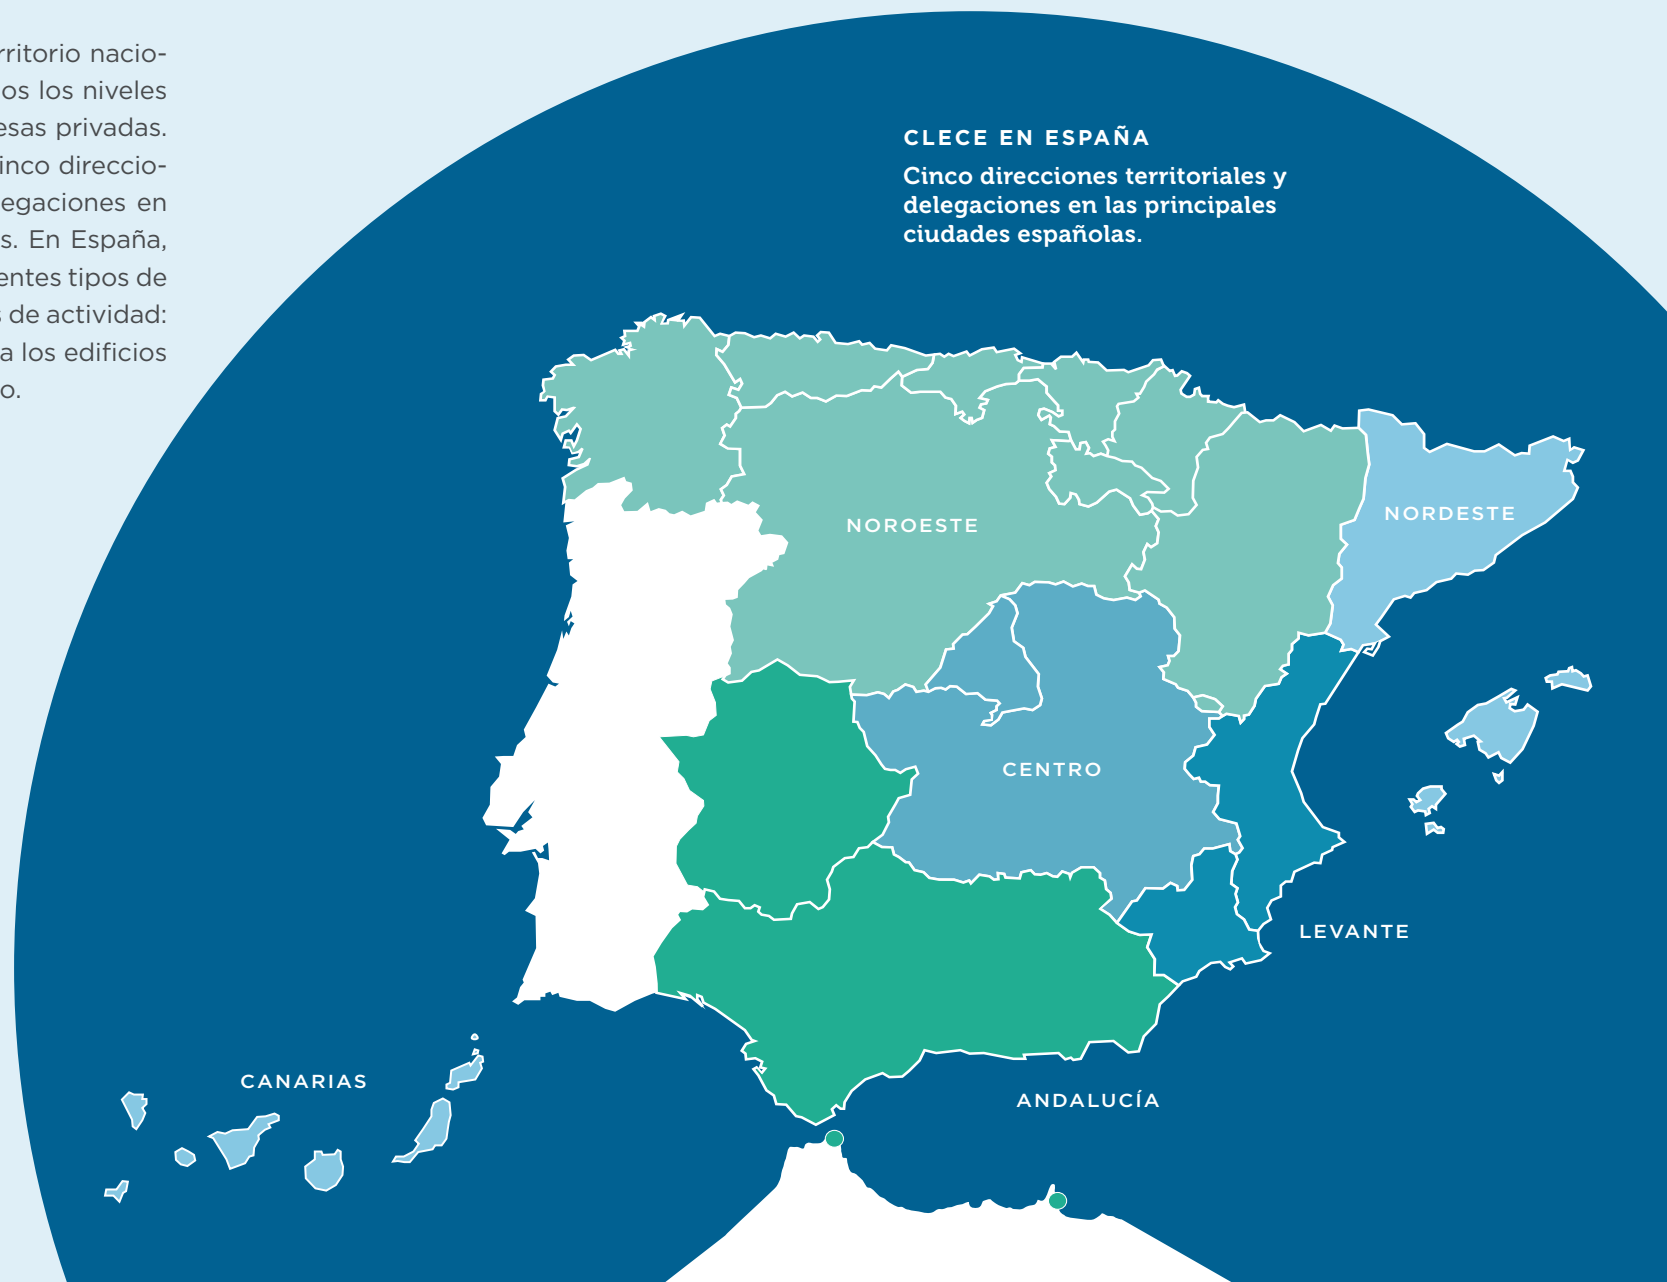 rritorio nacio-
os los niveles
esas privadas.
inco direccio-
egaciones en
s. En España,
entes tipos de
s de actividad:
a los edificios
o.
CLECE EN ESPAÑA
Cinco direcciones territoriales y
delegaciones en las principales
ciudades españolas.
NOROESTE
NORDESTE
CENTRO
LEVANTE
CANARIAS
ANDALUCÍA